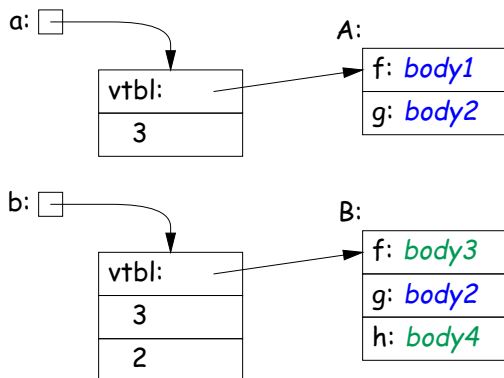 a:
A:
vtbl:
3
f: body1
g: body2
b:
B:
vtbl:
3
2
f: body3
g: body2
h: body4